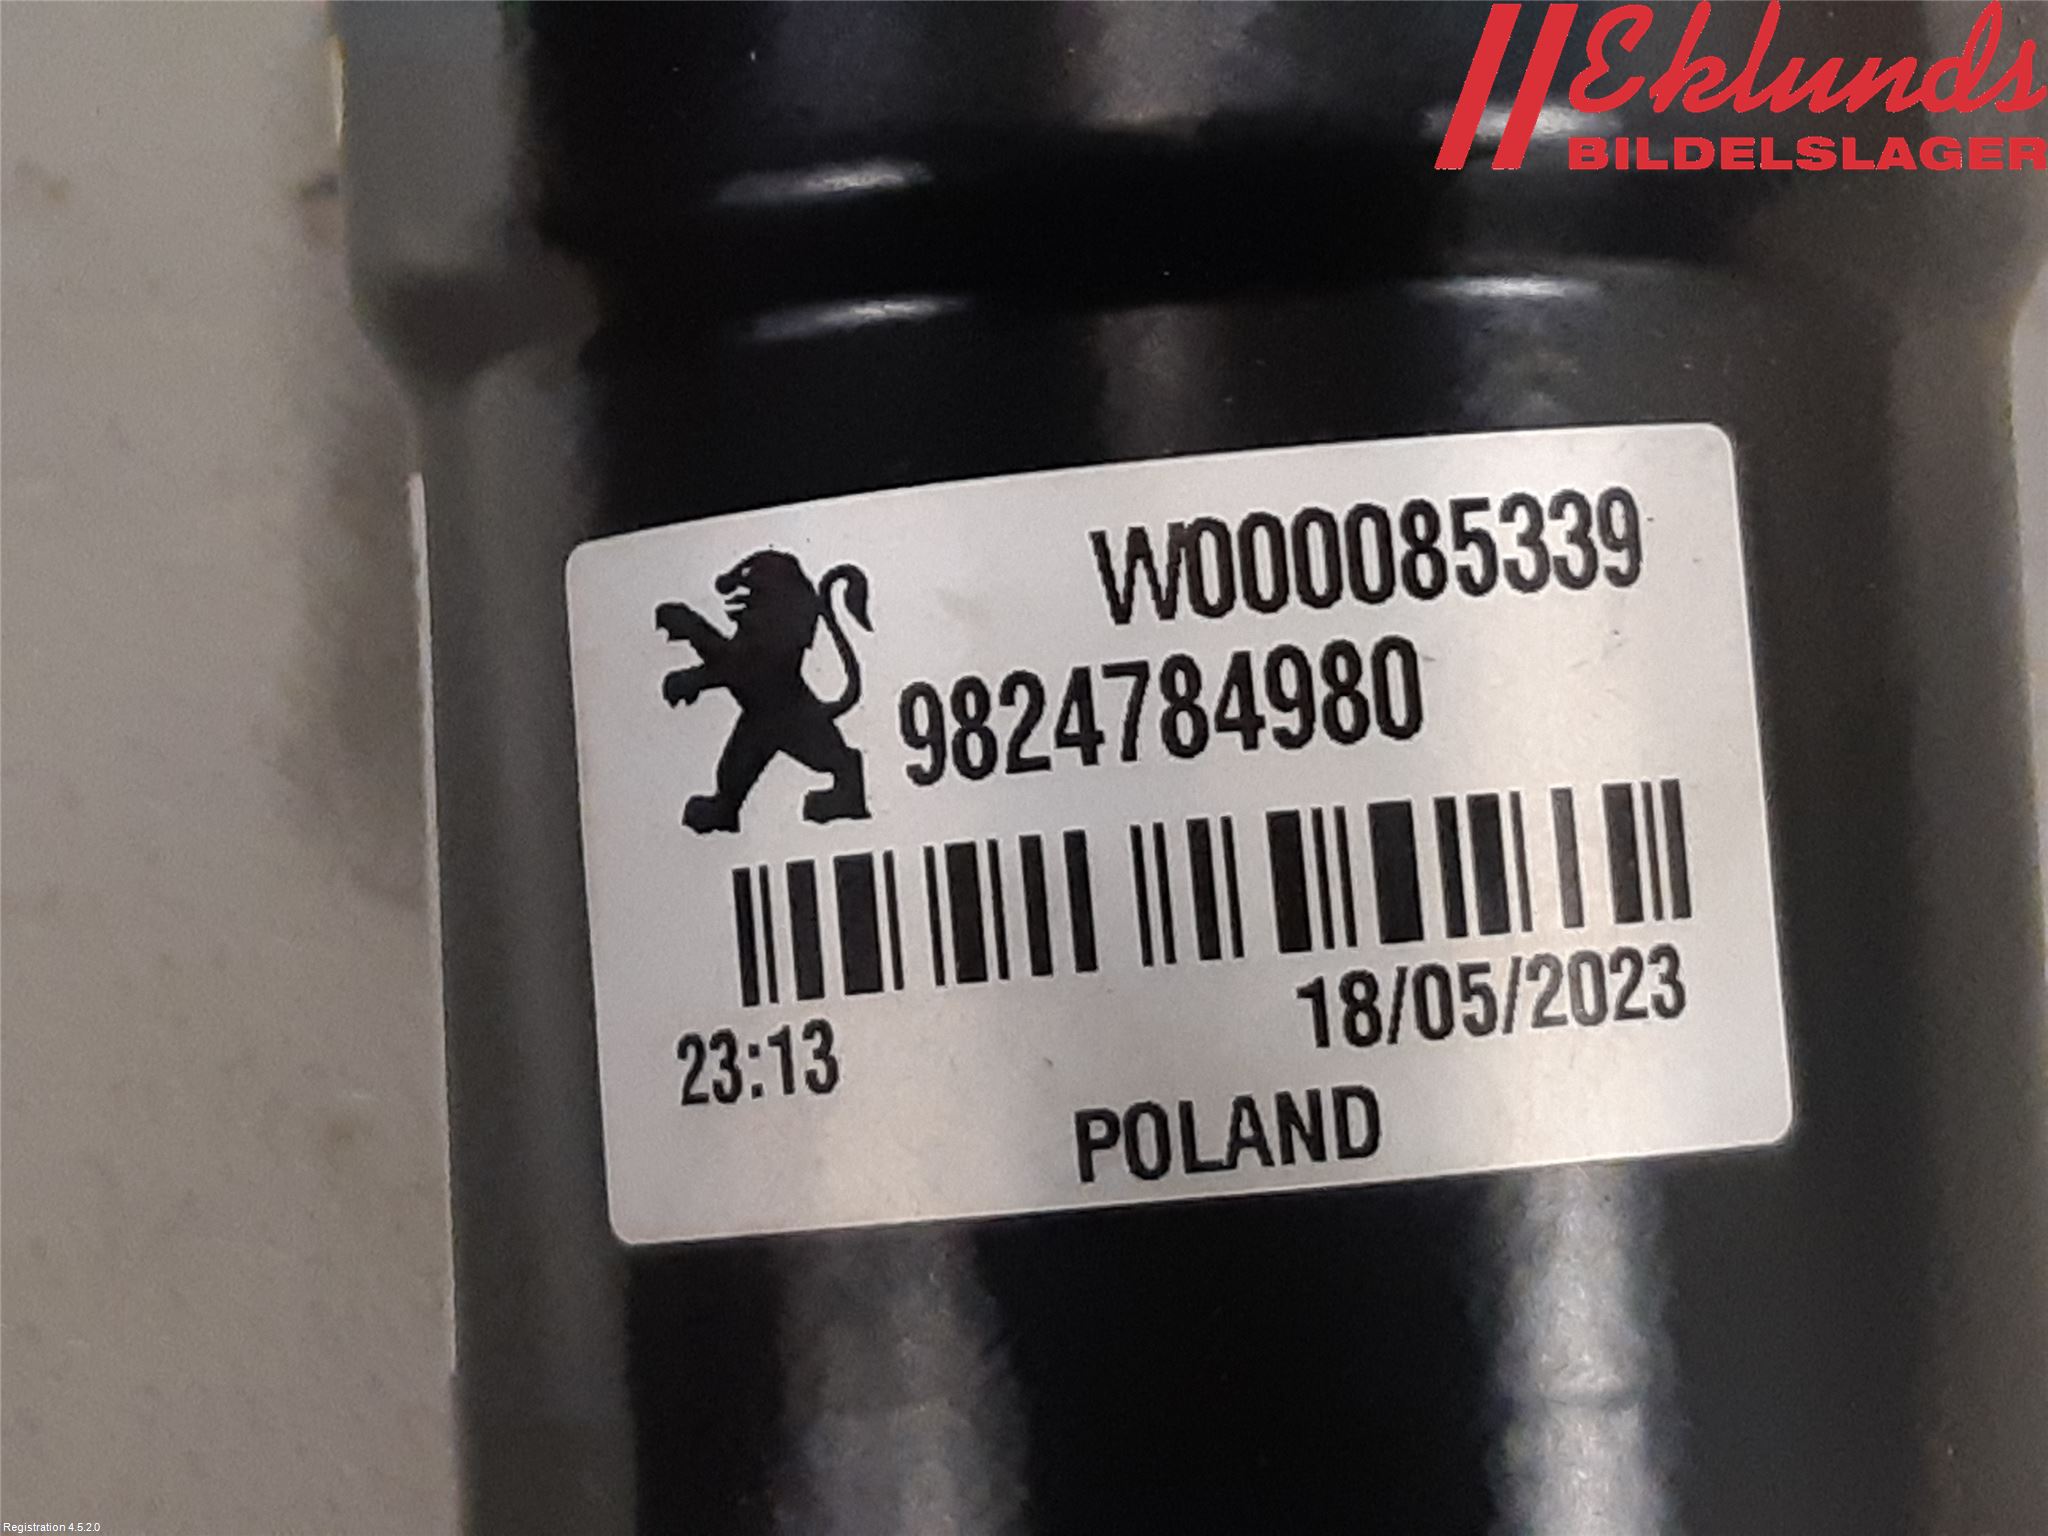 Eklunds
BILDELSLAGER
W000085339
9824784980
23:13
18/05/2023
POLAND
Registration 4.5.2.0